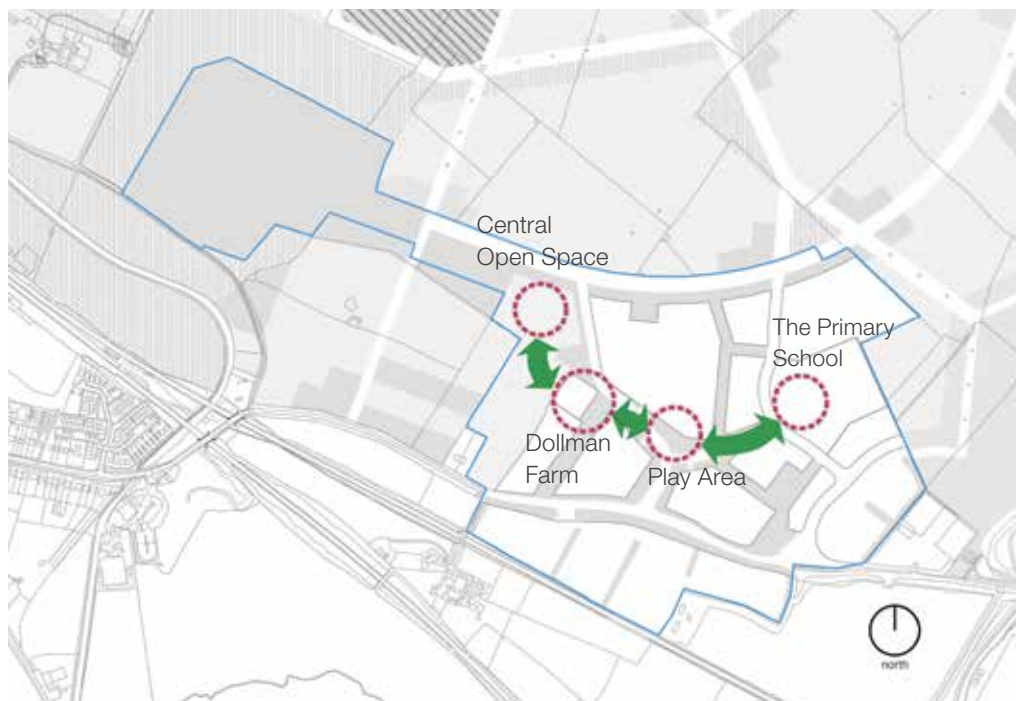 Central
Open Space
The Primary
School
Dollman
Farm
Play Area
north